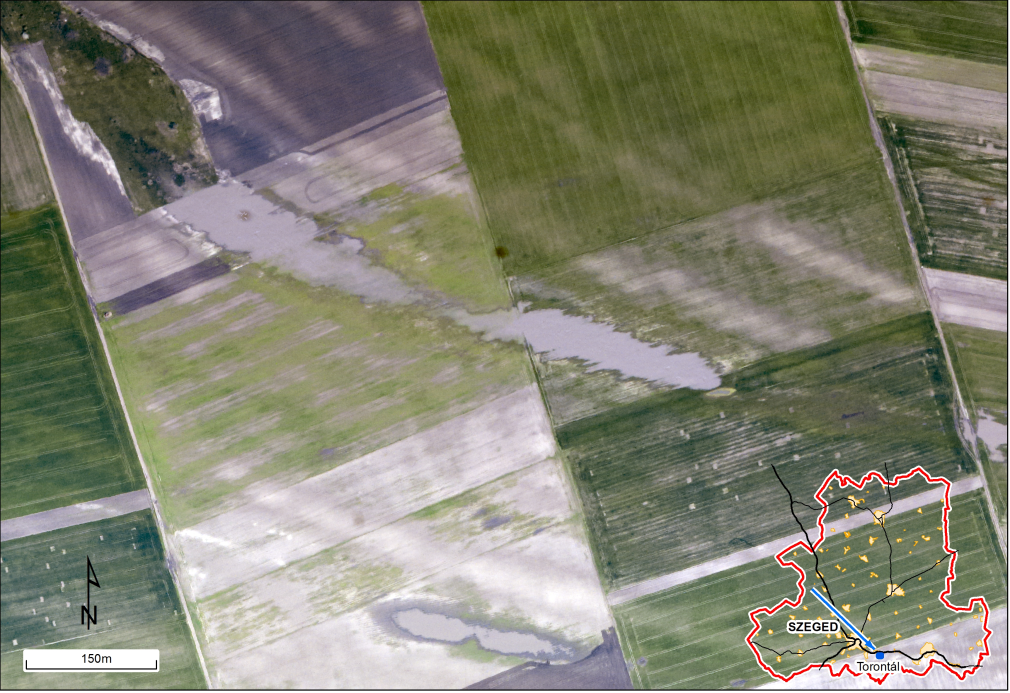 N
150m
SZEGED
Torontál